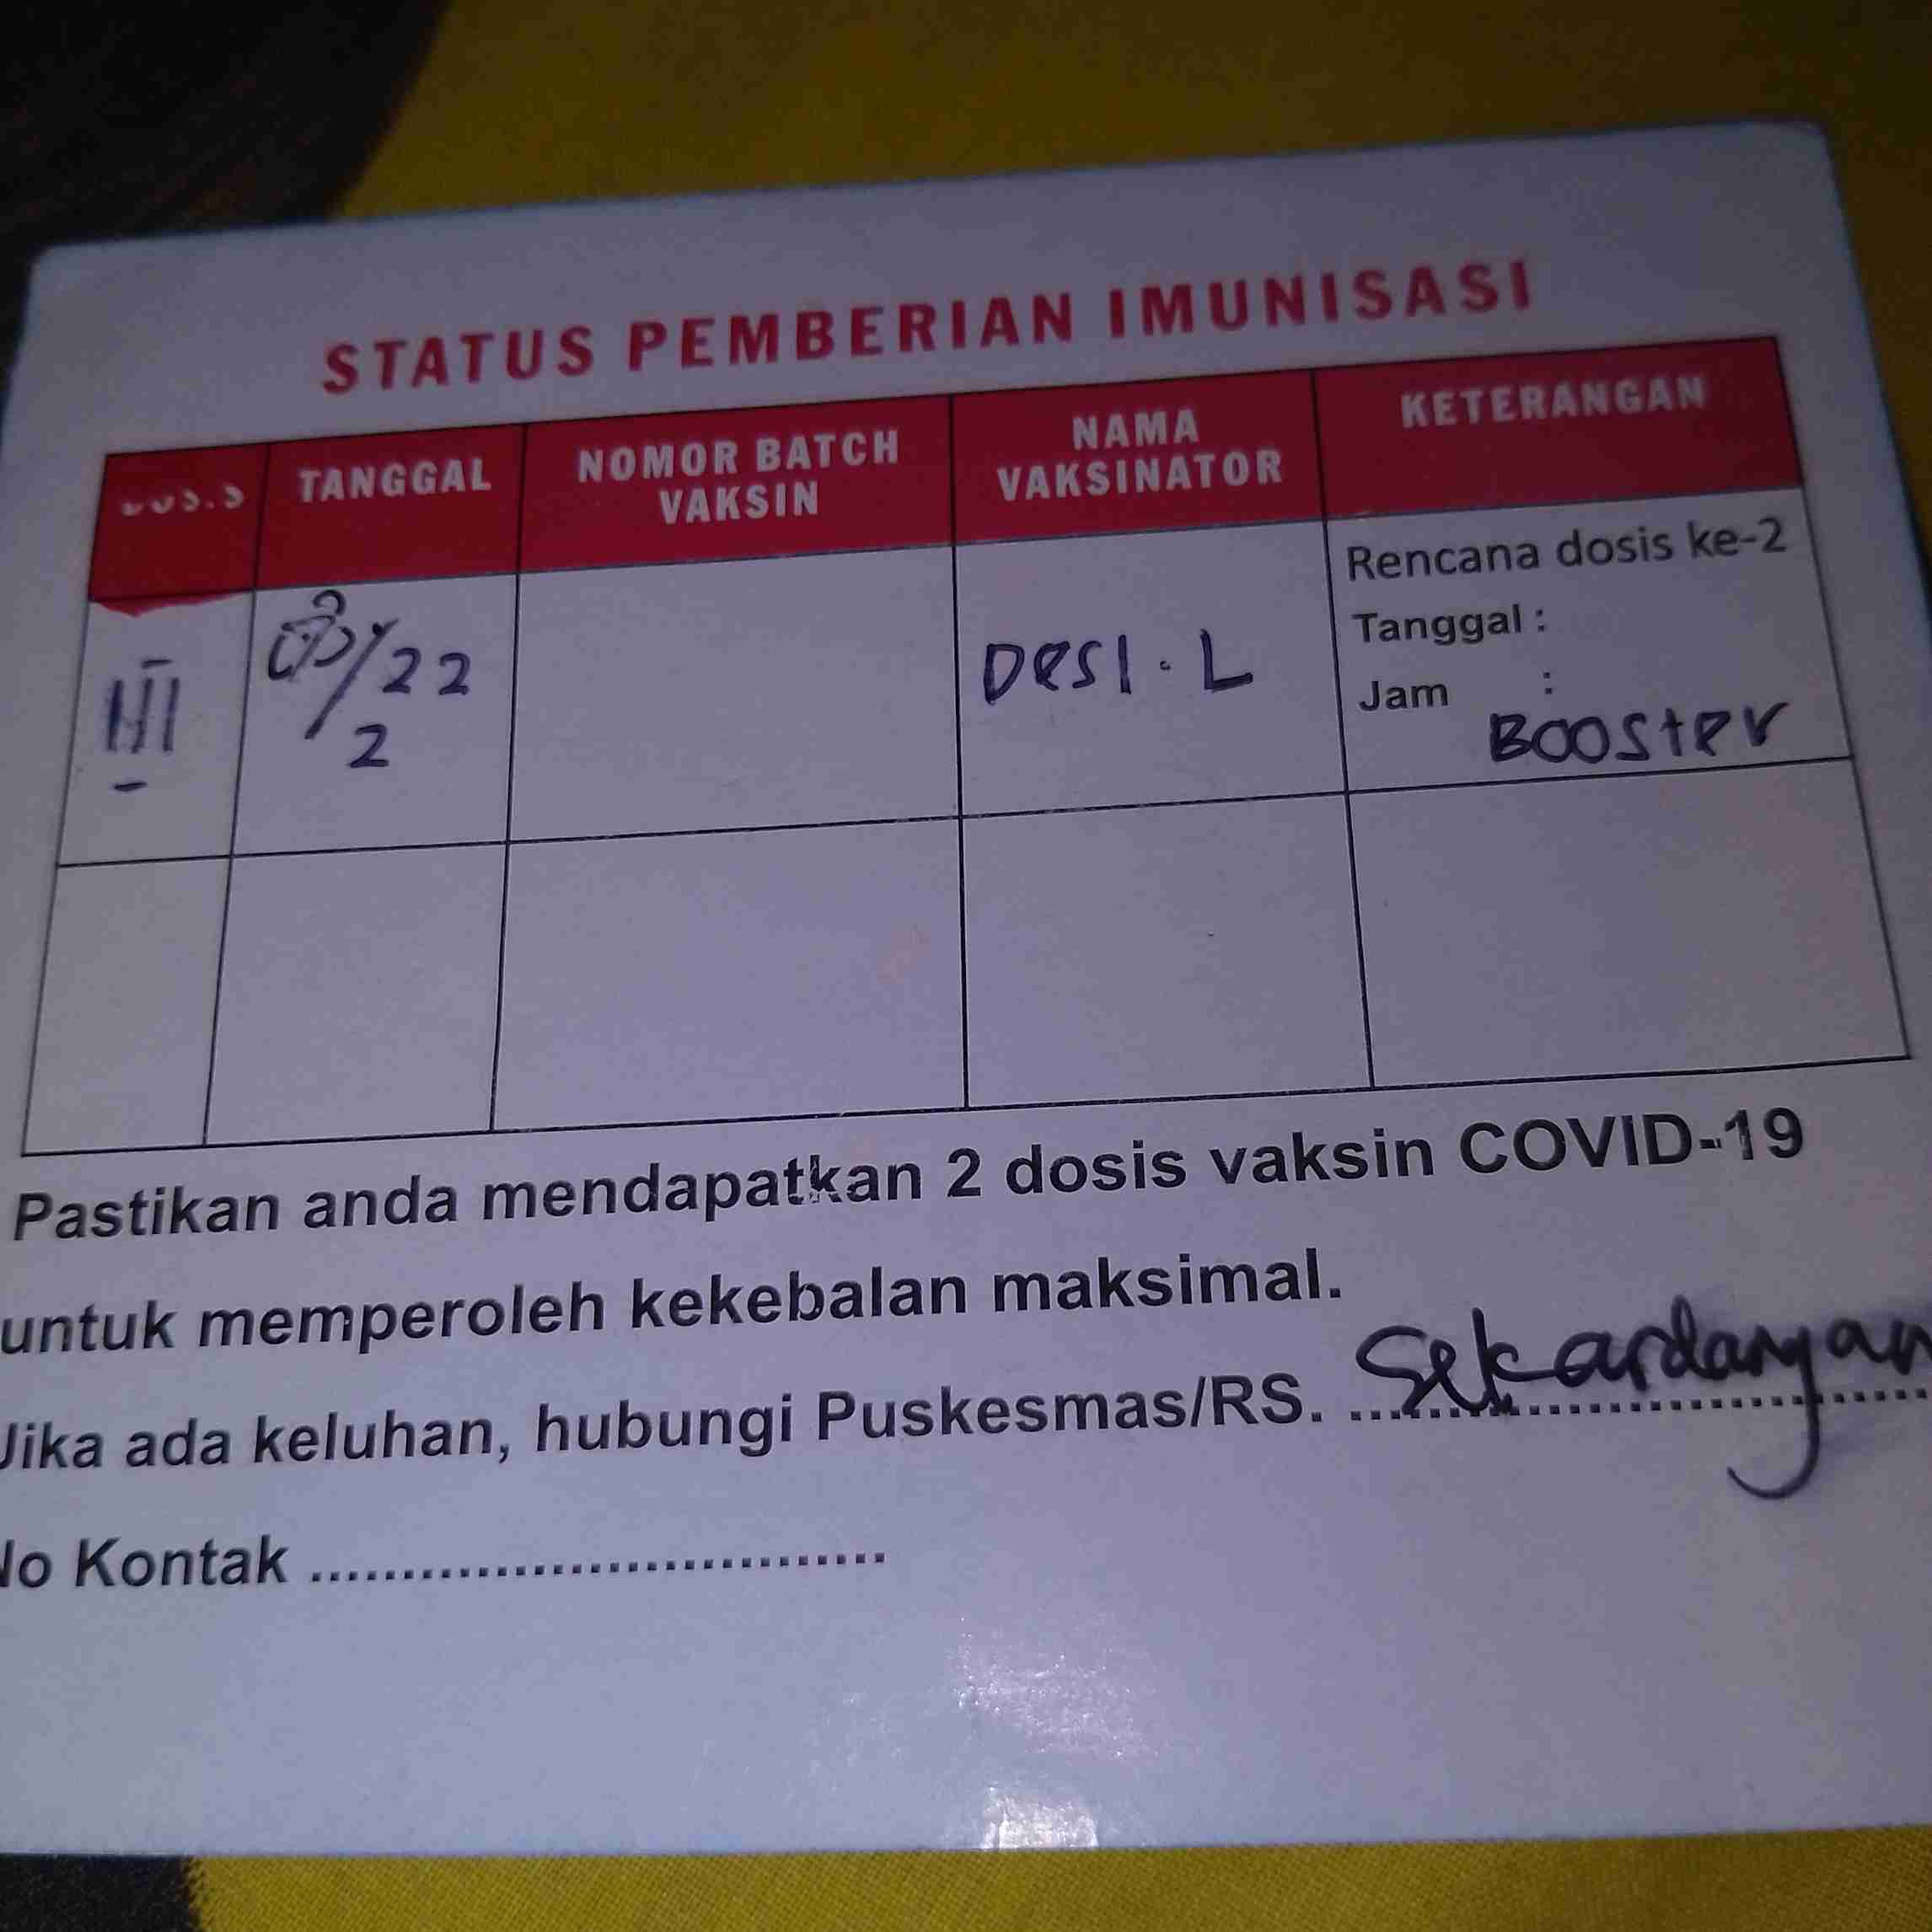 STATUS PEMBERIAN IMUNISASI
TANGGAL
NOMOR BATCH VAKSIN
NAMA VAKSINATOR
KETERANGAN
III
/22
2
Desi. L
Rencana dosis ke-2
Tanggal :
Jam :
BOOSter
Pastikan anda mendapatkan 2 dosis vaksin COVID-19
untuk memperoleh kekebalan maksimal.
Jika ada keluhan, hubungi Puskesmas/RS. Sekardangan
No Kontak ................................